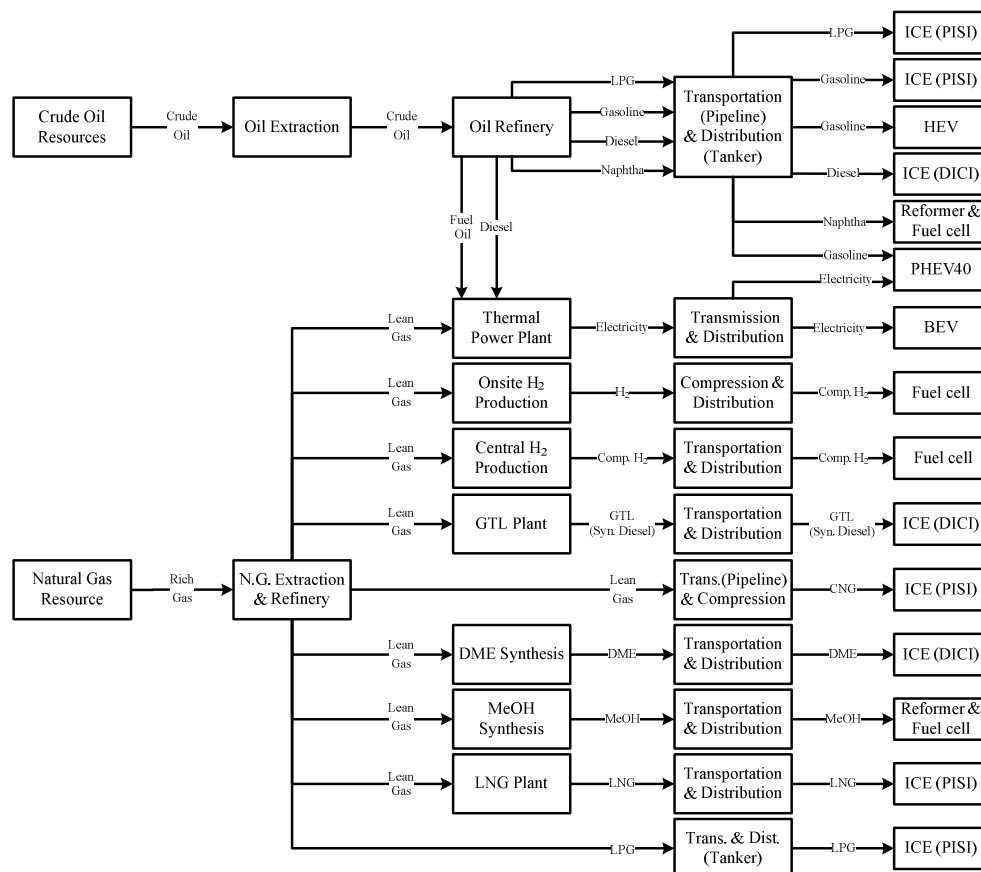 LPG
ICE (PISI)
Gasoline
ICE (PISI)
Crude Oil
Resources
Crude
Oil
Oil Extraction
Crude
Oil
Oil Refinery
LPG
Gasoline
Diesel
Naphtha
Transportation
(Pipeline)
& Distribution
(Tanker)
Gasoline
HEV
Diesel
ICE (DICI)
Naphtha
Reformer &
Fuel cell
Fuel
Oil
Diesel
Gasoline
Electricity
PHEV40
Lean
Gas
Thermal
Power Plant
Electricity
Transmission
& Distribution
Electricity
BEV
Lean
Gas
Onsite H₂
Production
H₂
Compression &
Distribution
Comp. H₂
Fuel cell
Lean
Gas
Central H₂
Production
Comp. H₂
Transportation
& Distribution
Comp. H₂
Fuel cell
Lean
Gas
GTL Plant
GTL
(Syn. Diesel)
Transportation
& Distribution
GTL
(Syn. Diesel)
ICE (DICI)
Natural Gas
Resource
Rich
Gas
N.G. Extraction
& Refinery
Lean
Gas
Trans.(Pipeline)
& Compression
CNG
ICE (PISI)
Lean
Gas
DME Synthesis
DME
Transportation
& Distribution
DME
ICE (DICI)
Lean
Gas
MeOH
Synthesis
MeOH
Transportation
& Distribution
MeOH
Reformer &
Fuel cell
Lean
Gas
LNG Plant
LNG
Transportation
& Distribution
LNG
ICE (PISI)
LPG
Trans. & Dist.
(Tanker)
LPG
ICE (PISI)